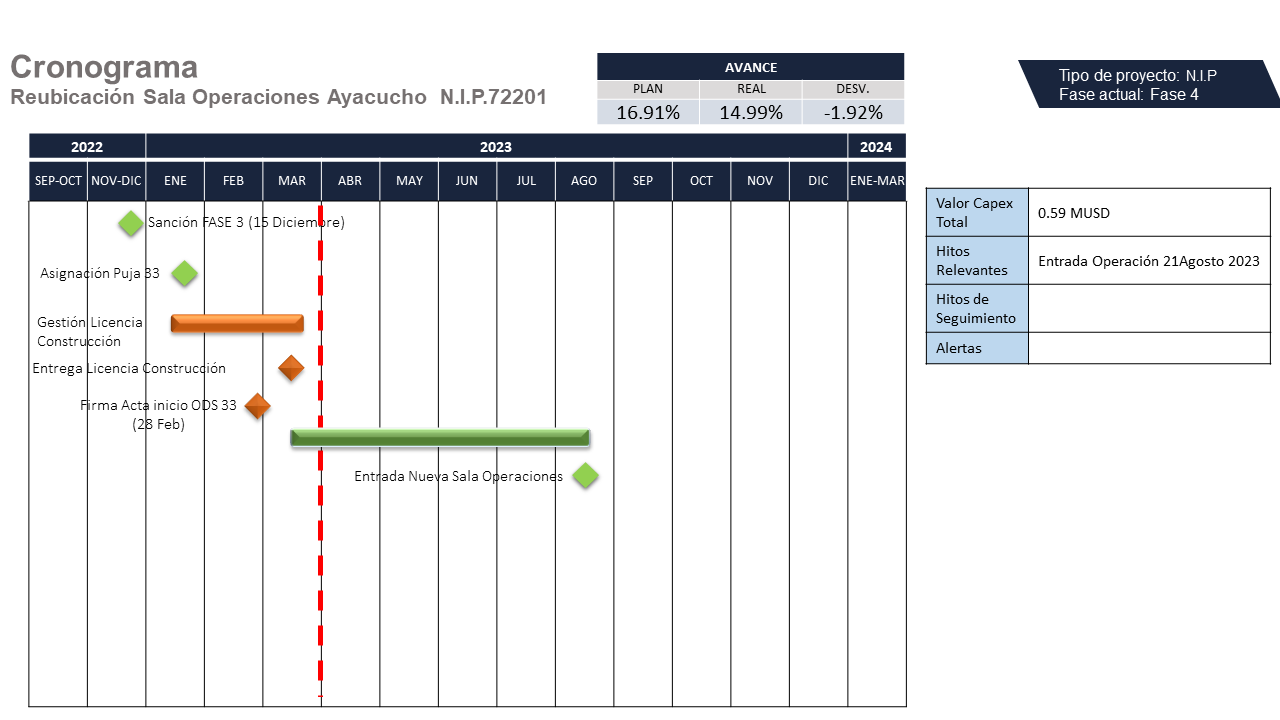 Cronograma
Reubicación Sala Operaciones Ayacucho N.I.P.72201
AVANCE
PLAN REAL DESV.
16.91% 14.99% -1.92%
Tipo de proyecto: N.I.P
Fase actual: Fase 4
2022 2023 2024
SEP-OCT NOV-DIC ENE FEB MAR ABR MAY JUN JUL AGO SEP OCT NOV DIC ENE-MAR
Sanción FASE 3 (15 Diciembre)
Asignación Puja 33
Gestión Licencia
Construcción
Entrega Licencia Construcción
Firma Acta inicio ODS 33
(28 Feb)
Entrada Nueva Sala Operaciones
Valor Capex
Total
0.59 MUSD
Hitos
Relevantes
Entrada Operación 21Agosto 2023
Hitos de
Seguimiento
Alertas